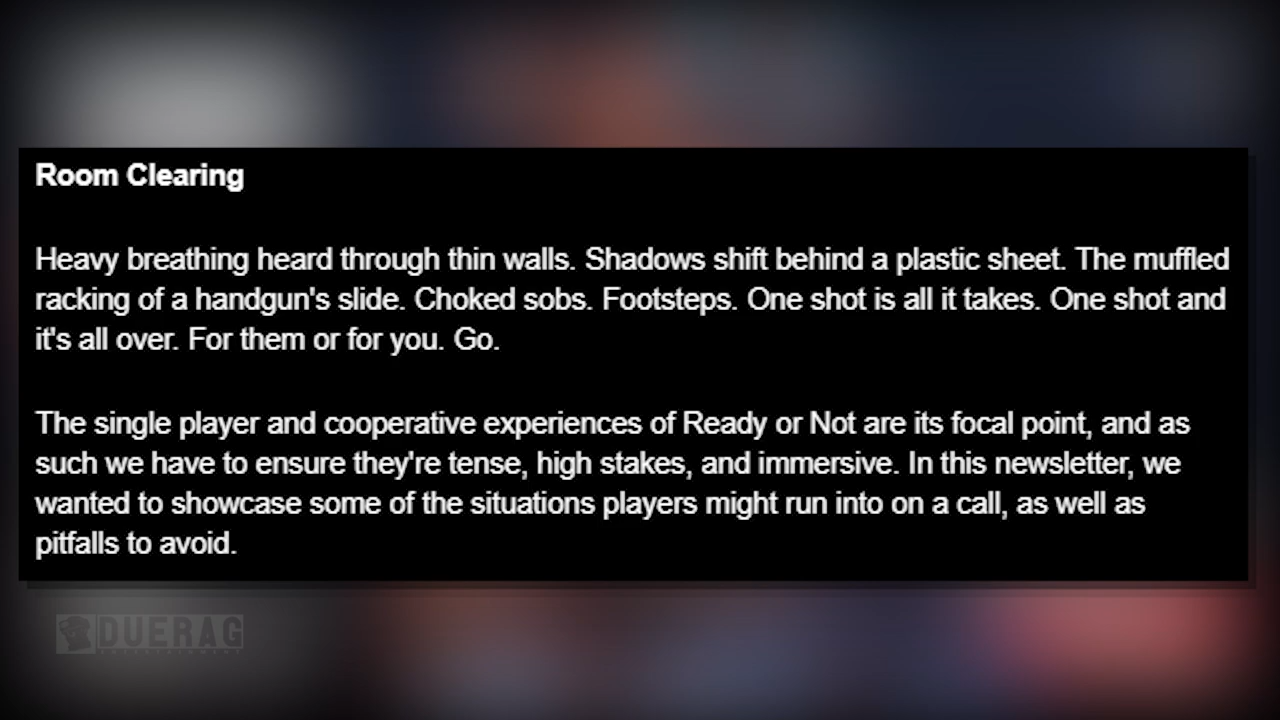 Room Clearing
Heavy breathing heard through thin walls. Shadows shift behind a plastic sheet. The muffled
racking of a handgun's slide. Choked sobs. Footsteps. One shot is all it takes. One shot and
it's all over. For them or for you. Go.
The single player and cooperative experiences of Ready or Not are its focal point, and as
such we have to ensure they're tense, high stakes, and immersive. In this newsletter, we
wanted to showcase some of the situations players might run into on a call, as well as
pitfalls to avoid.
DUERAG